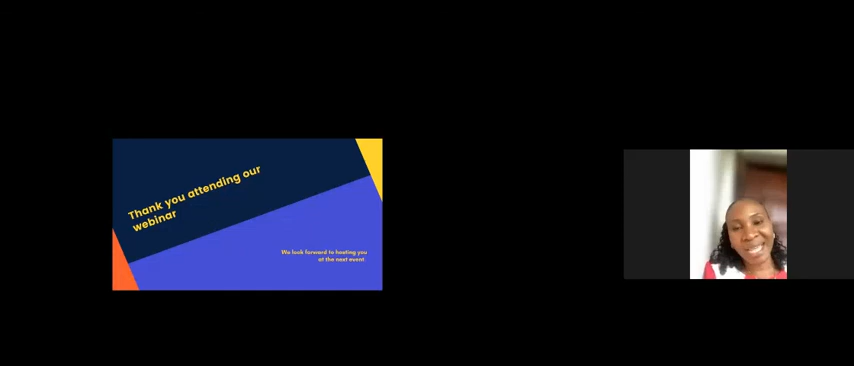 Thank you attending our
webinar
We look forward to hosting you
at the next event.